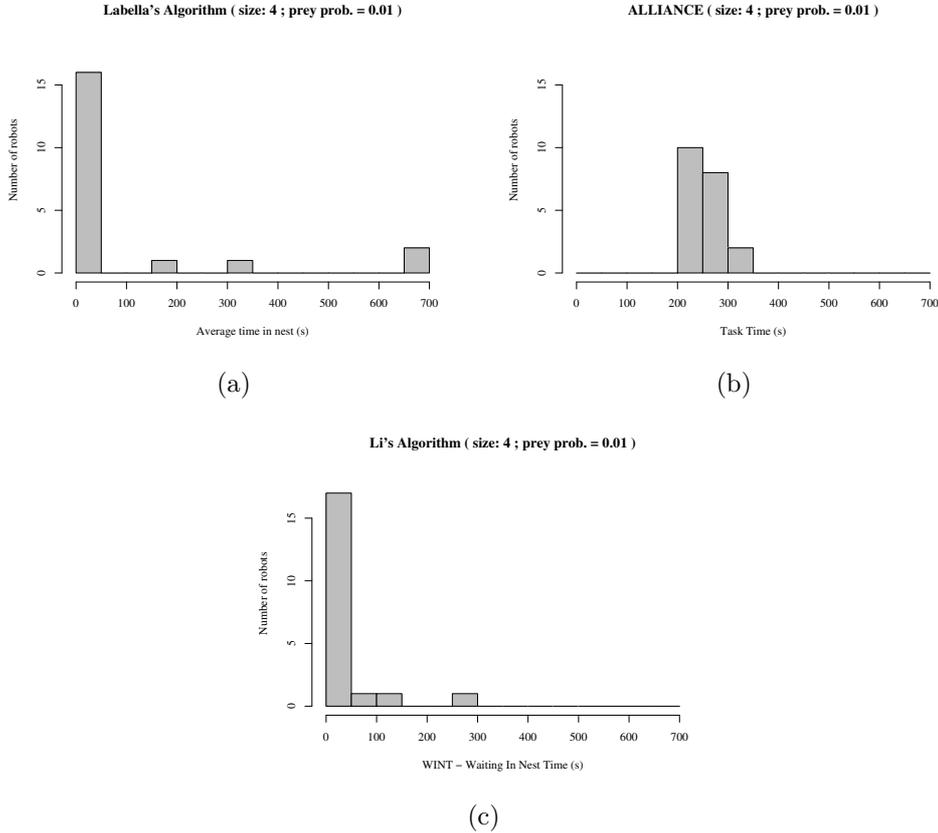 Labella's Algorithm ( size: 4 ; prey prob. = 0.01 )
Number of robots
15
10
5
0
0 100 200 300 400 500 600 700
Average time in nest (s)
(a)
ALLIANCE ( size: 4 ; prey prob. = 0.01 )
Number of robots
15
10
5
0
0 100 200 300 400 500 600 700
Task Time (s)
(b)
Li's Algorithm ( size: 4 ; prey prob. = 0.01 )
Number of robots
15
10
5
0
0 100 200 300 400 500 600 700
WINT – Waiting In Nest Time (s)
(c)